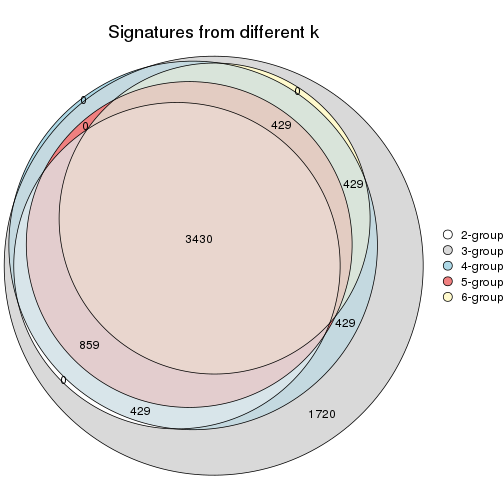 Signatures from different k
0
0
0
429
429
3430
2-group
3-group
4-group
5-group
6-group
429
859
0
429
1720